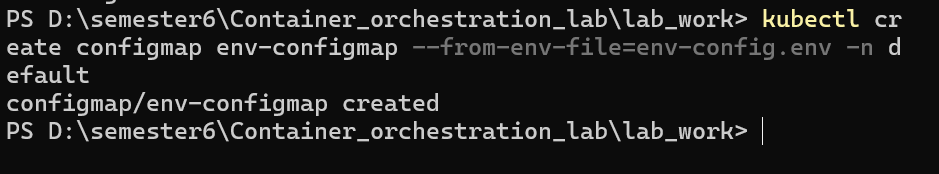 PS D:\semester6\Container_orchestration_lab\lab_work> kubectl cr
eate configmap env-configmap --from-env-file=env-config.env -n d
efault
configmap/env-configmap created
PS D:\semester6\Container_orchestration_lab\lab_work>